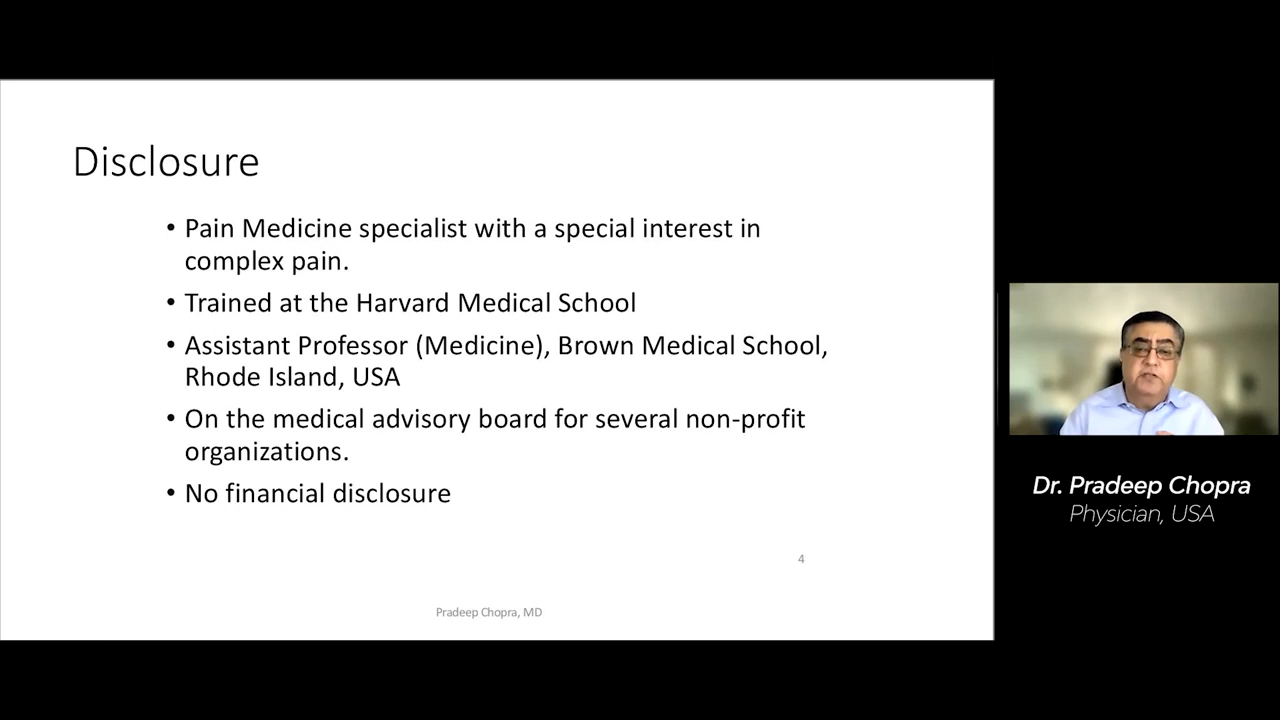 Disclosure
• Pain Medicine specialist with a special interest in
complex pain.
• Trained at the Harvard Medical School
• Assistant Professor (Medicine), Brown Medical School,
Rhode Island, USA
• On the medical advisory board for several non-profit
organizations.
• No financial disclosure
4
Pradeep Chopra, MD
Dr. Pradeep Chopra
Physician, USA